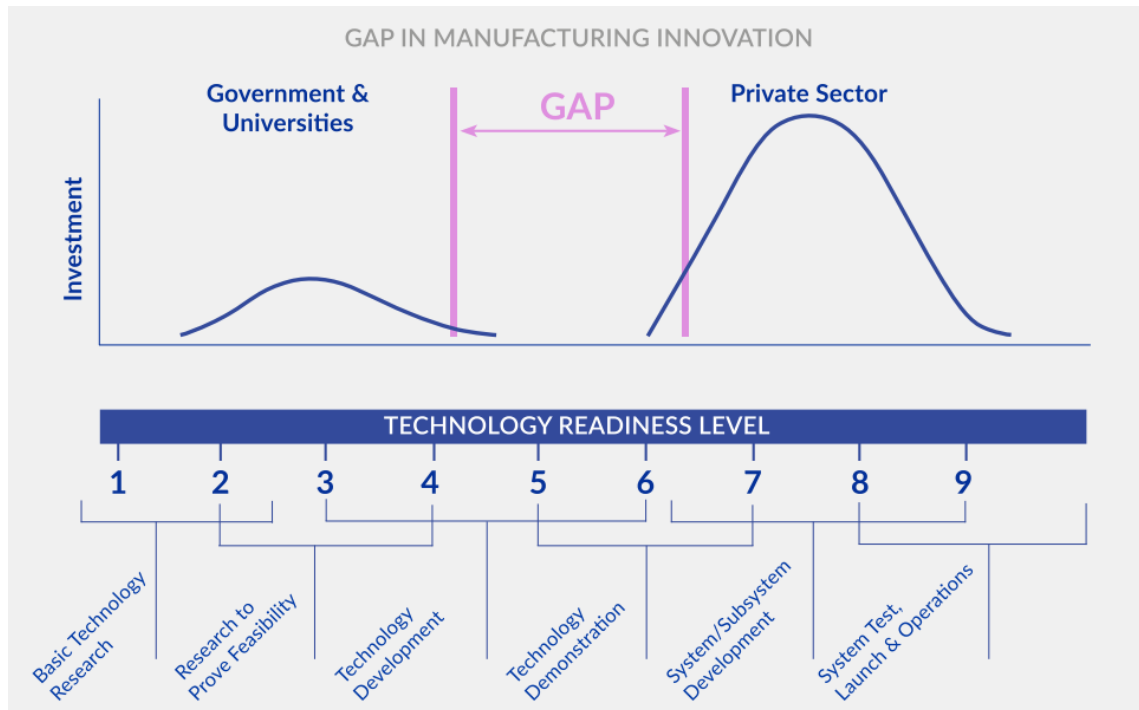 GAP IN MANUFACTURING INNOVATION
Government &
Universities
GAP
Private Sector
Investment
TECHNOLOGY READINESS LEVEL
1 2 3 4 5 6 7 8 9
Basic Technology
Research
Research to
Prove Feasibility
Technology
Development
Technology
Demonstration
System/Subsystem
Development
System Test,
Launch & Operations